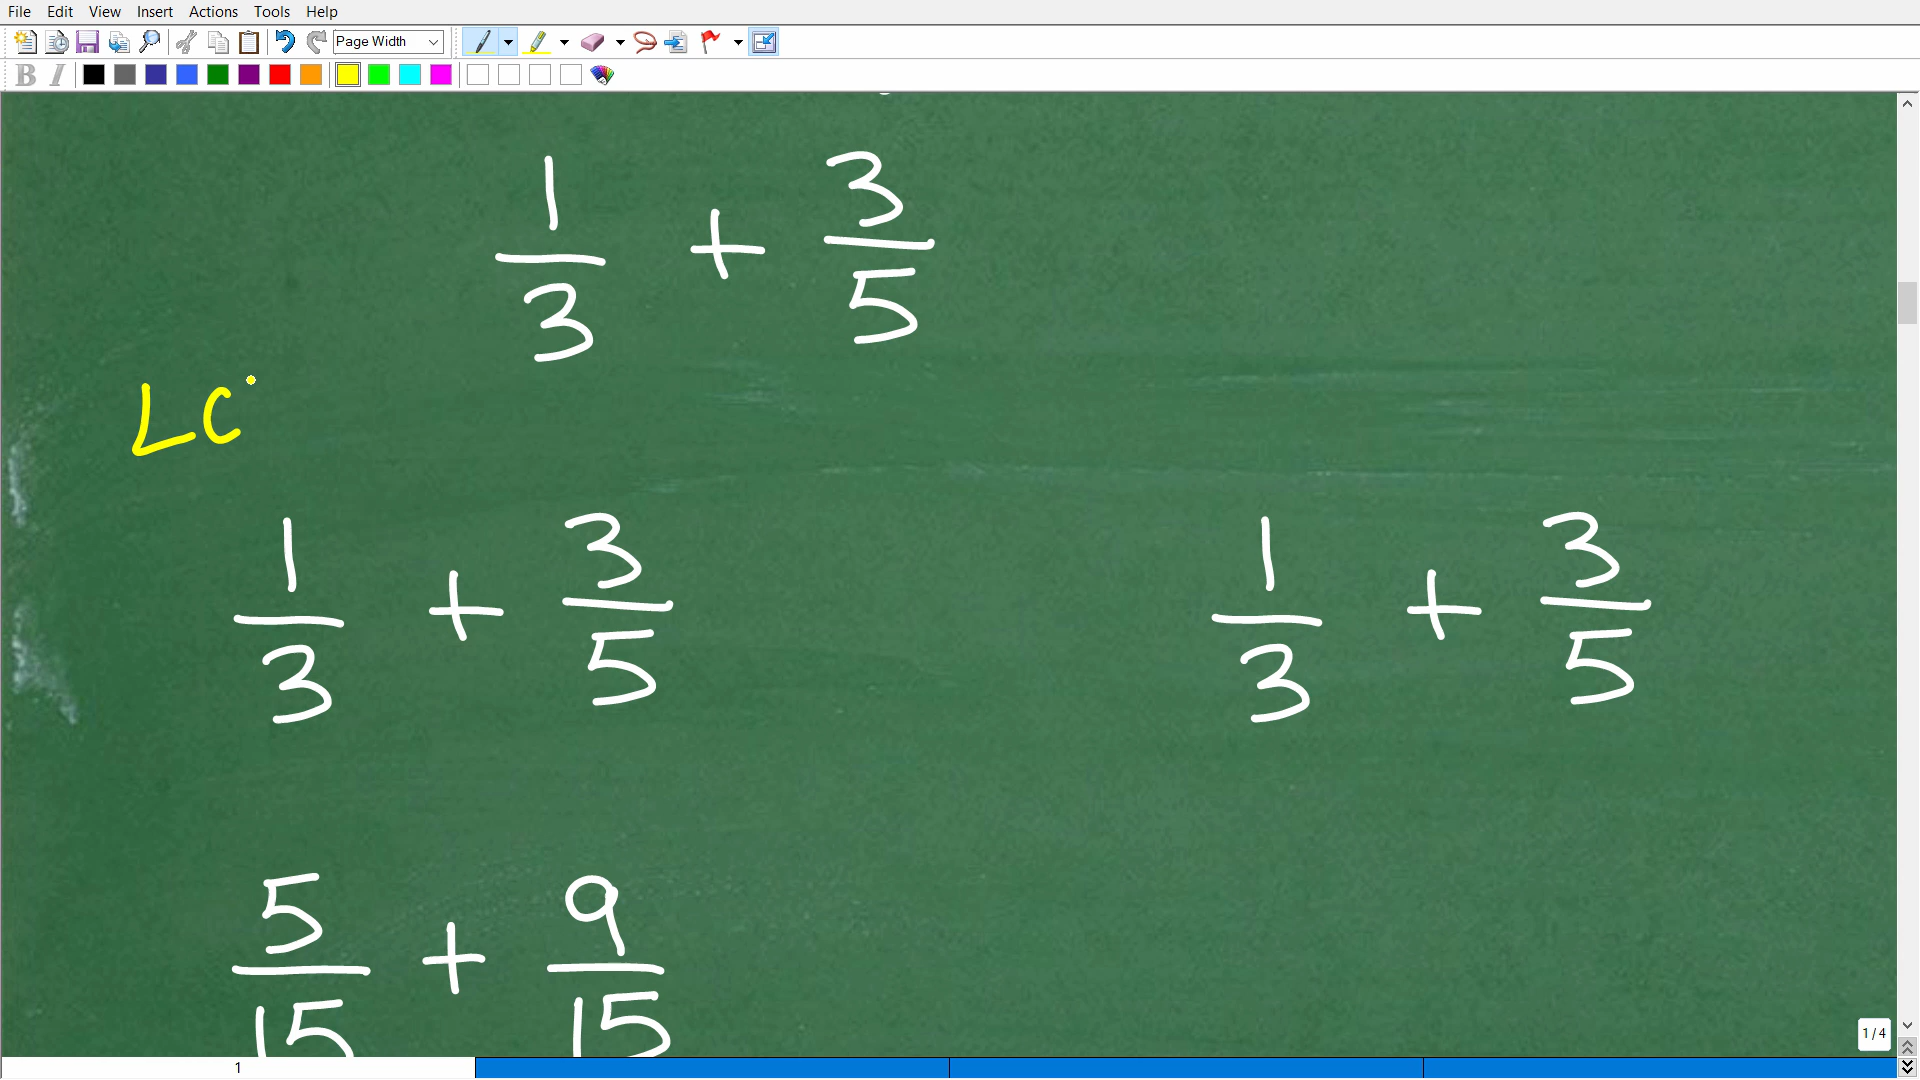 File Edit View Insert Actions Tools Help
Page Width
B I
1/3 + 3/5
LC
1/3 + 3/5
1/3 + 3/5
5/15 + 9/15
1 / 4
1